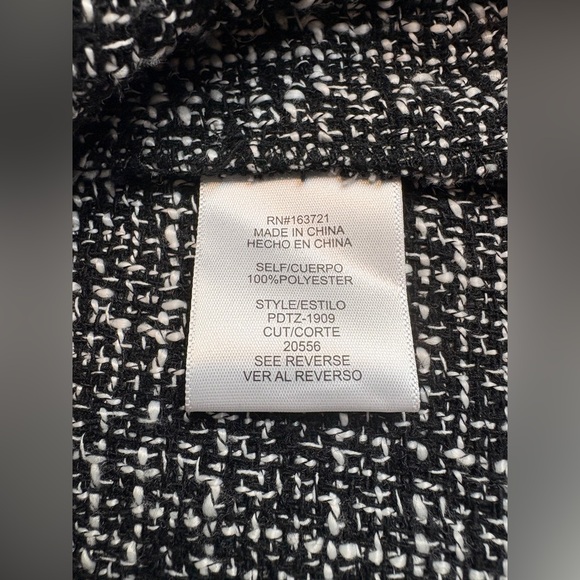 RN#163721
MADE IN CHINA
HECHO EN CHINA
SELF/CUERPO
100%POLYESTER
STYLE/ESTILO
PDTZ-1909
CUT/CORTE
20556
SEE REVERSE
VER AL REVERSO